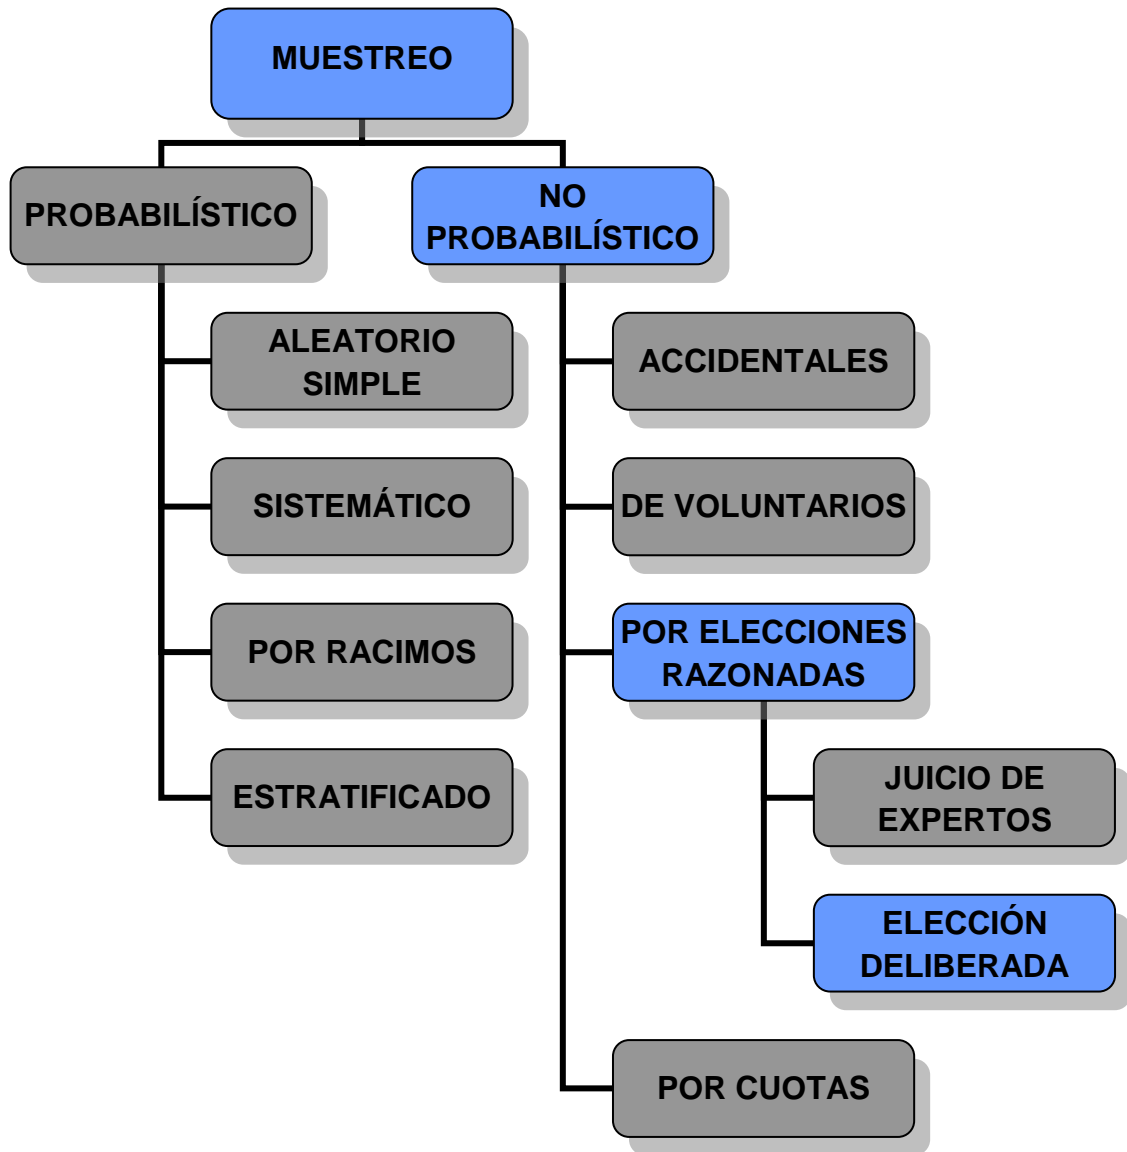 MUESTREO
PROBABILÍSTICO
NO
PROBABILÍSTICO
ALEATORIO
SIMPLE
SISTEMÁTICO
POR RACIMOS
ESTRATIFICADO
ACCIDENTALES
DE VOLUNTARIOS
POR ELECCIONES
RAZONADAS
JUICIO DE
EXPERTOS
ELECCIÓN
DELIBERADA
POR CUOTAS